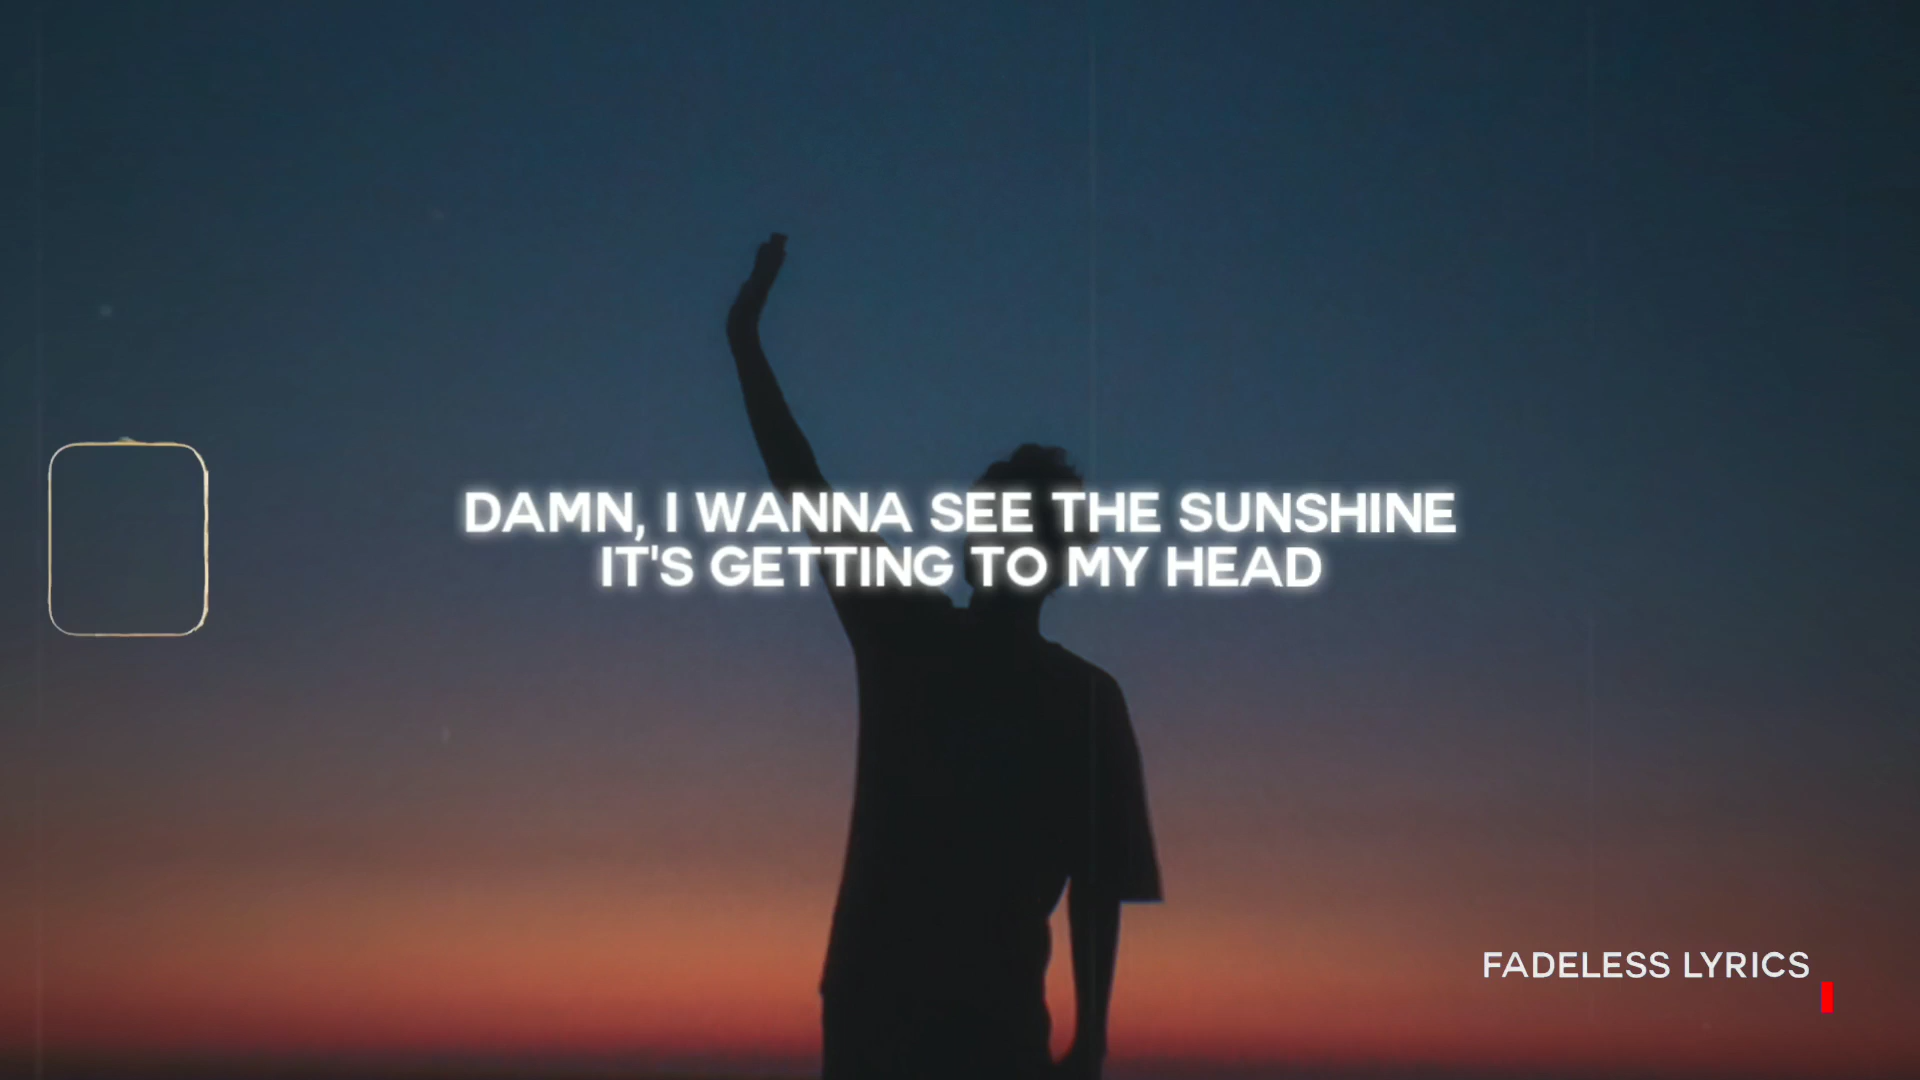 DAMN, I WANNA SEE THE SUNSHINE
IT'S GETTING TO MY HEAD
FADELESS LYRICS